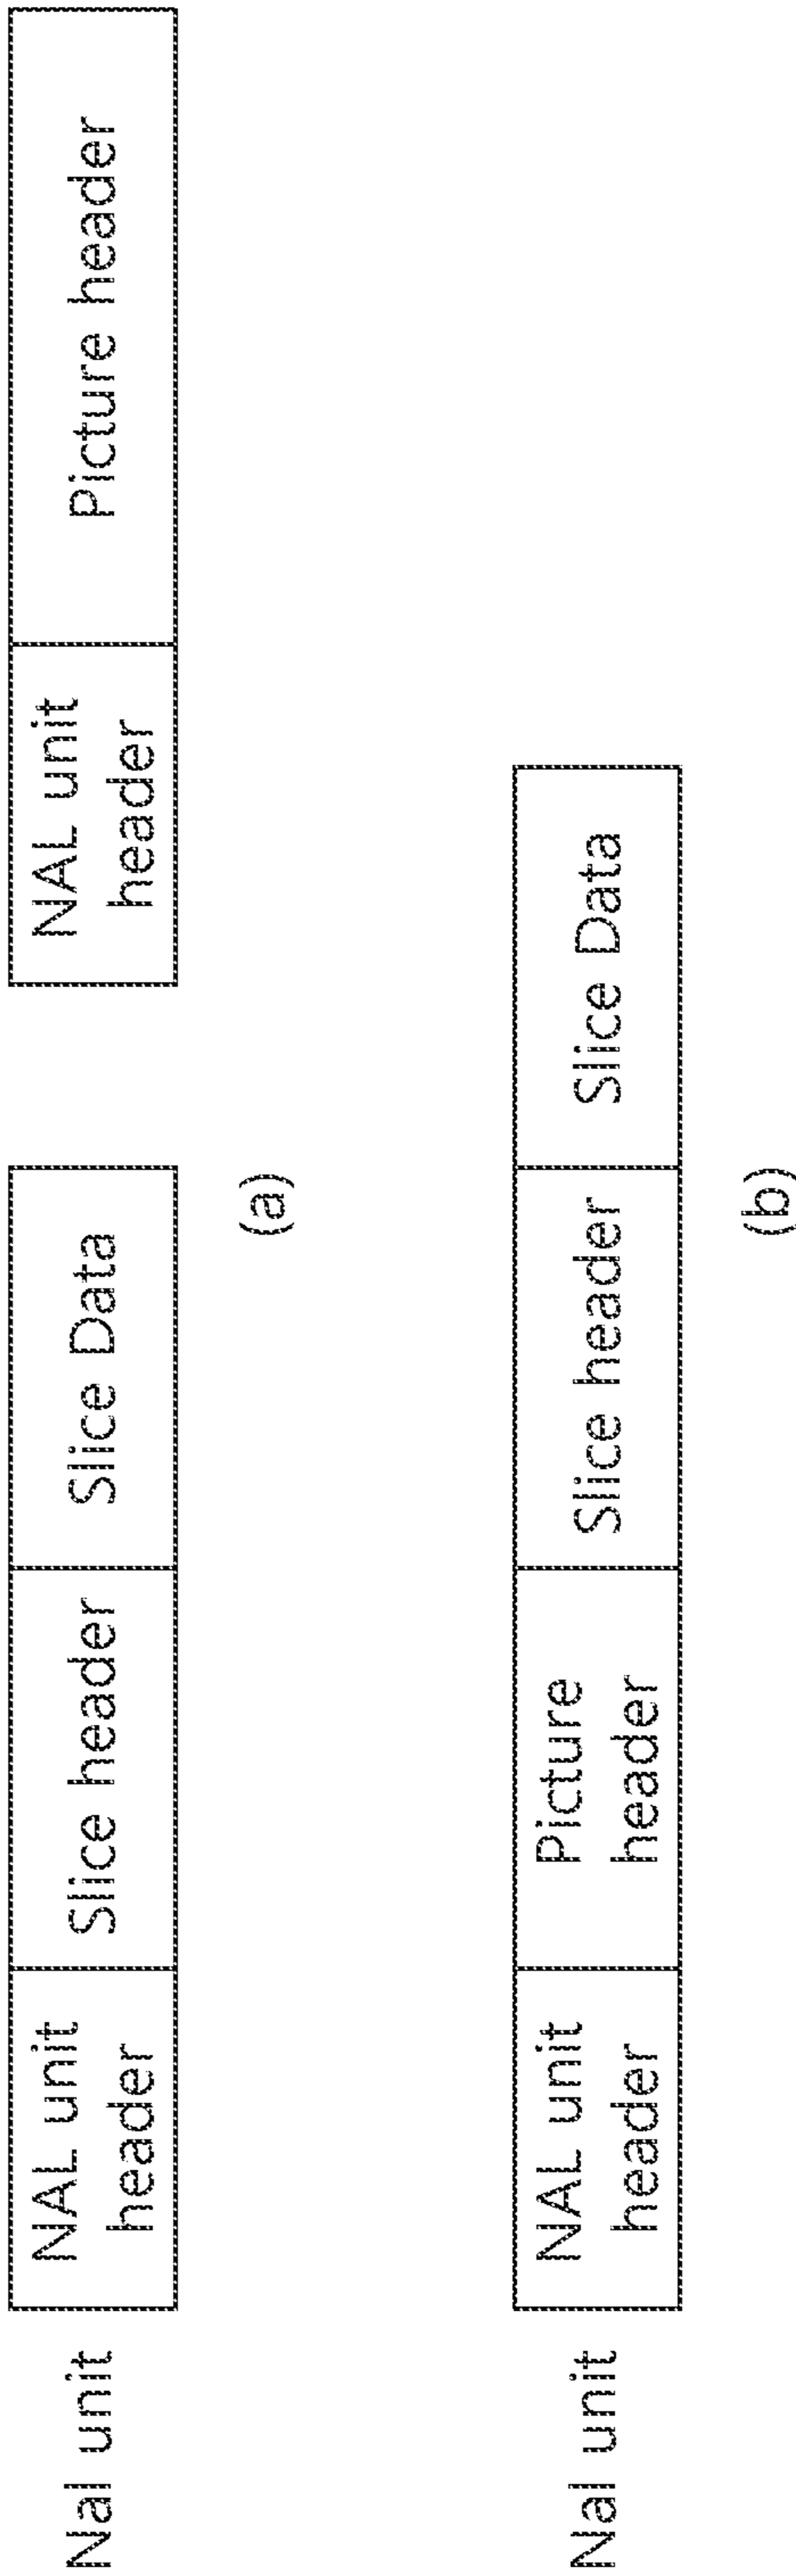 Nal unit
NAL unit
header
Slice header
Slice Data
NAL unit
header
Picture header
(a)
Nal unit
NAL unit
header
Picture
header
Slice header
Slice Data
(b)